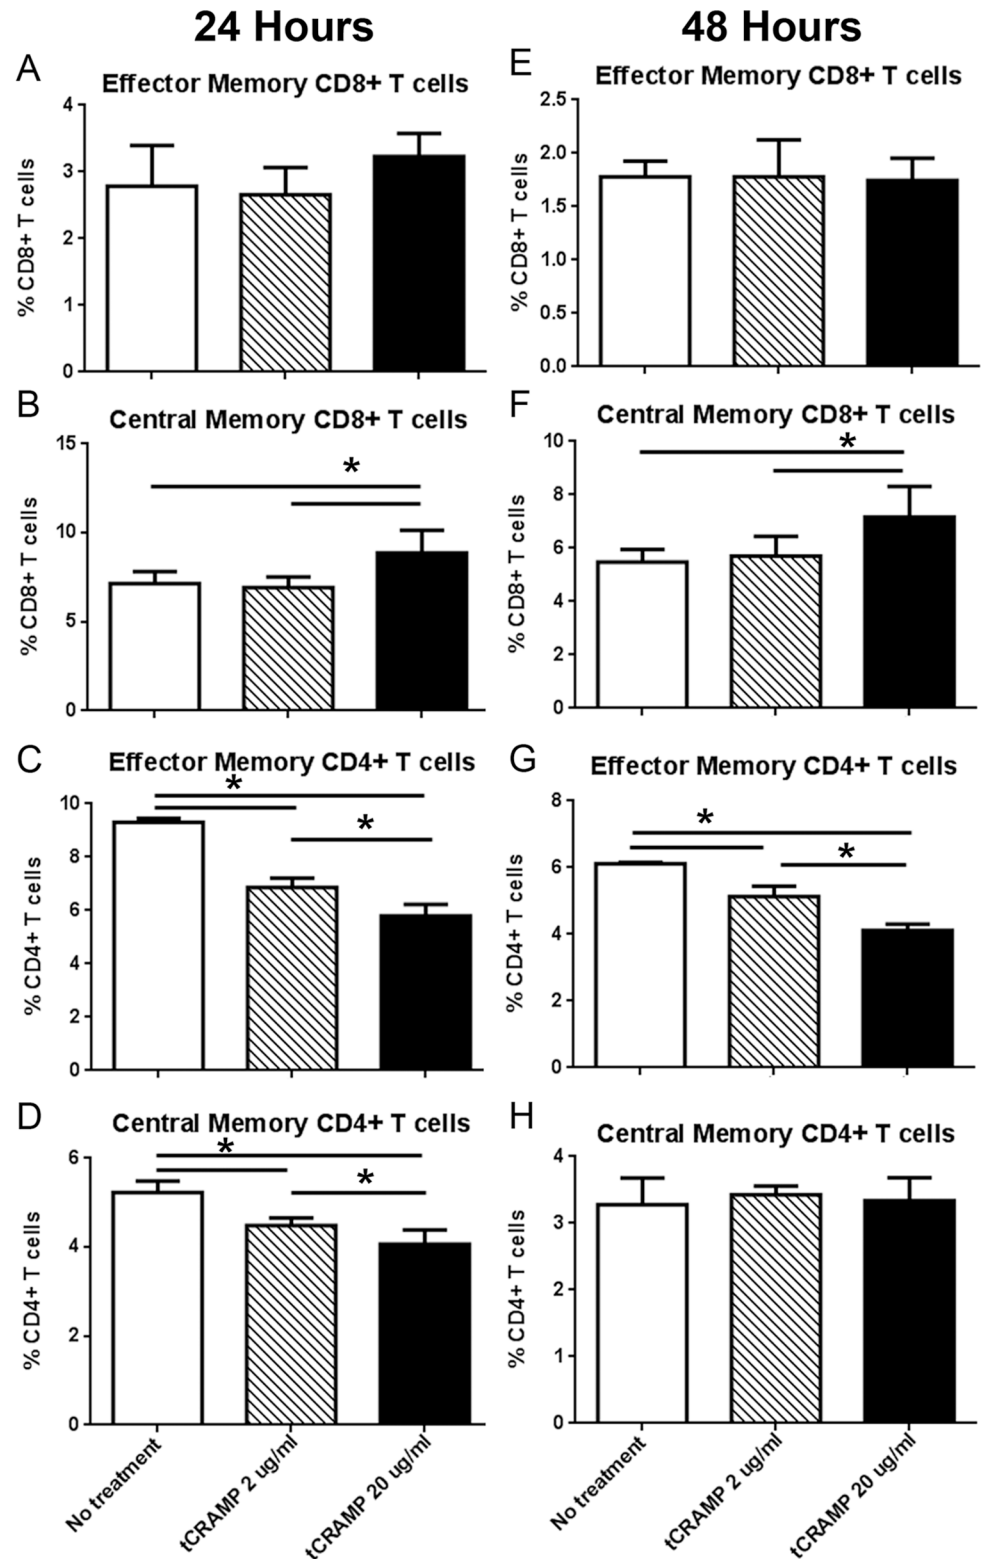 24 Hours
48 Hours
A
Effector Memory CD8+ T cells
% CD8+ T cells
4
3
2
1
0
E
Effector Memory CD8+ T cells
% CD8+ T cells
2.5
2.0
1.5
1.0
0.5
0.0
B
Central Memory CD8+ T cells
% CD8+ T cells
15
10
5
0
*
F
Central Memory CD8+ T cells
% CD8+ T cells
10
8
6
4
2
0
*
C
Effector Memory CD4+ T cells
% CD4+ T cells
10
8
6
4
2
0
*
*
G
Effector Memory CD4+ T cells
% CD4+ T cells
8
6
4
2
0
*
*
D
Central Memory CD4+ T cells
% CD4+ T cells
6
4
2
0
*
*
No treatment
tCRAMP 2 ug/ml
tCRAMP 20 ug/ml
H
Central Memory CD4+ T cells
% CD4+ T cells
4
3
2
1
0
No treatment
tCRAMP 2 ug/ml
tCRAMP 20 ug/ml